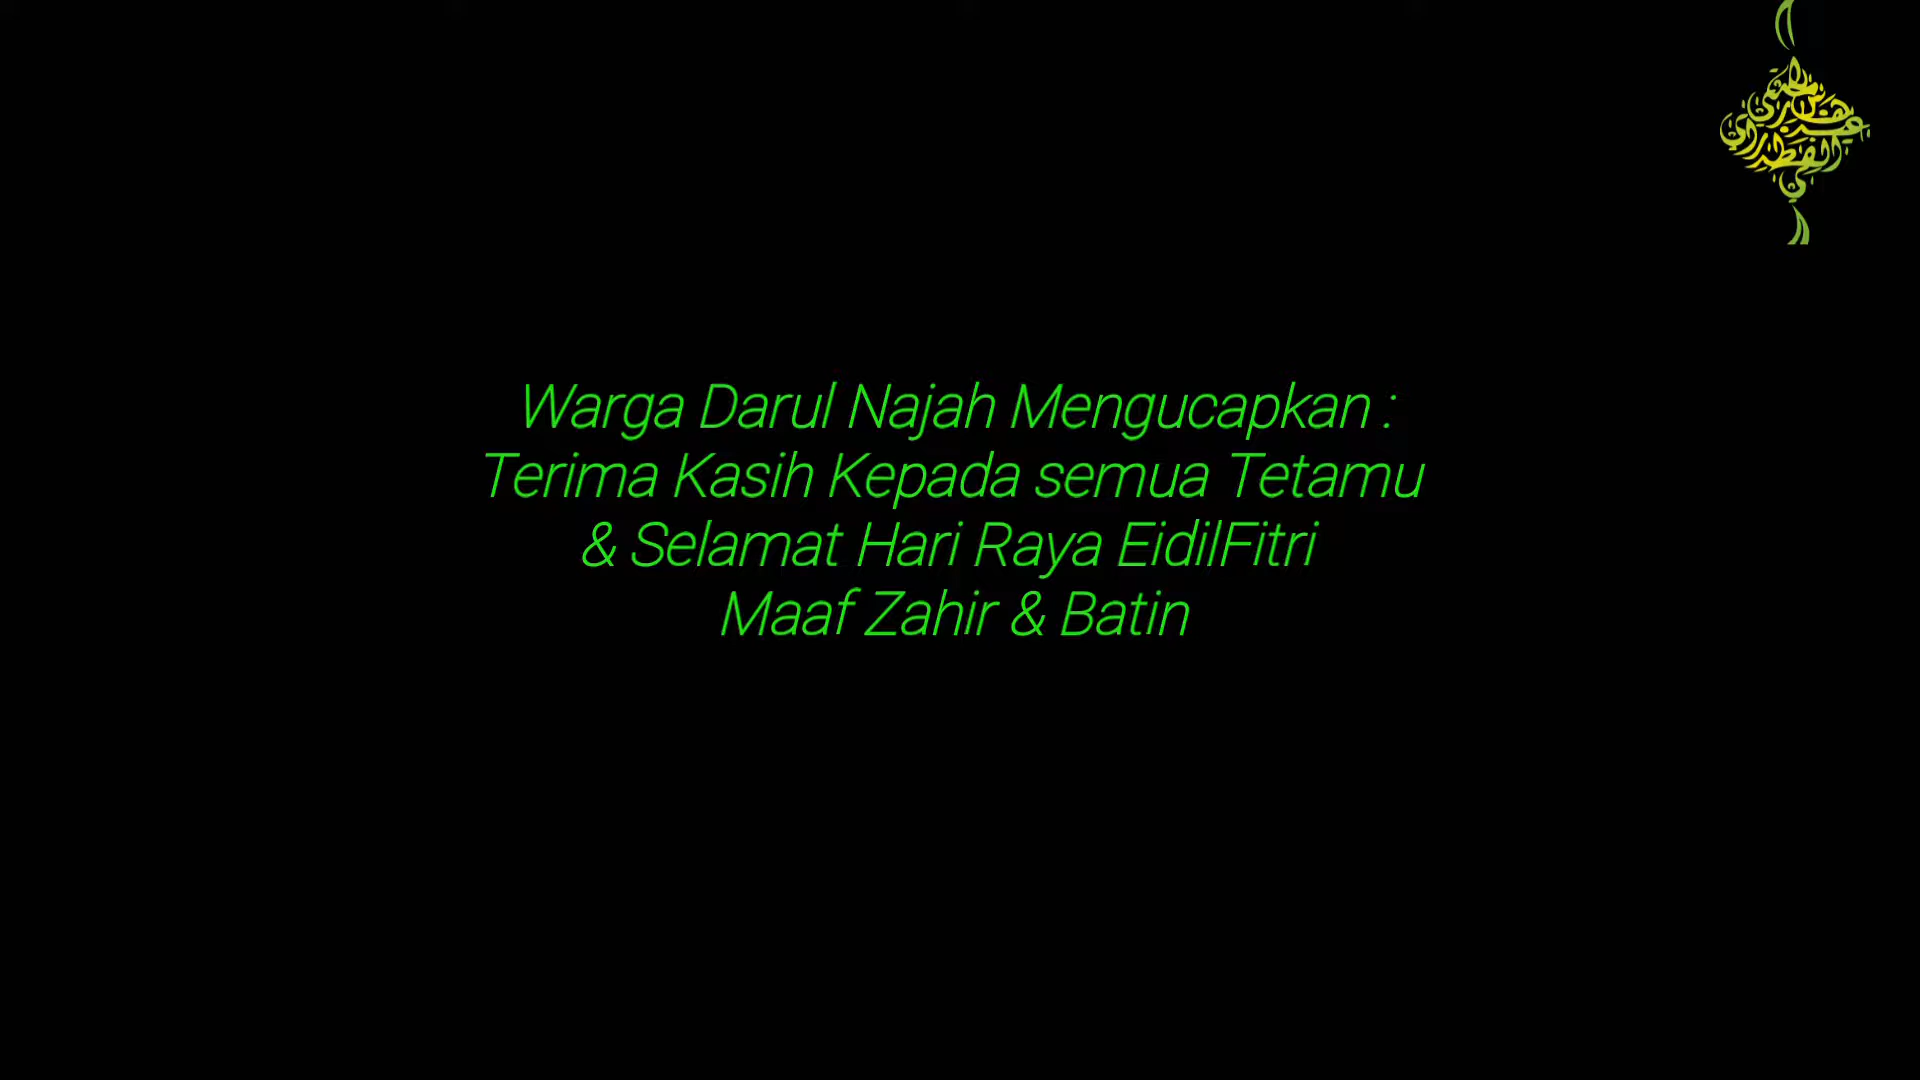 Warga Darul Najah Mengucapkan :
Terima Kasih Kepada semua Tetamu
& Selamat Hari Raya EidilFitri
Maaf Zahir & Batin